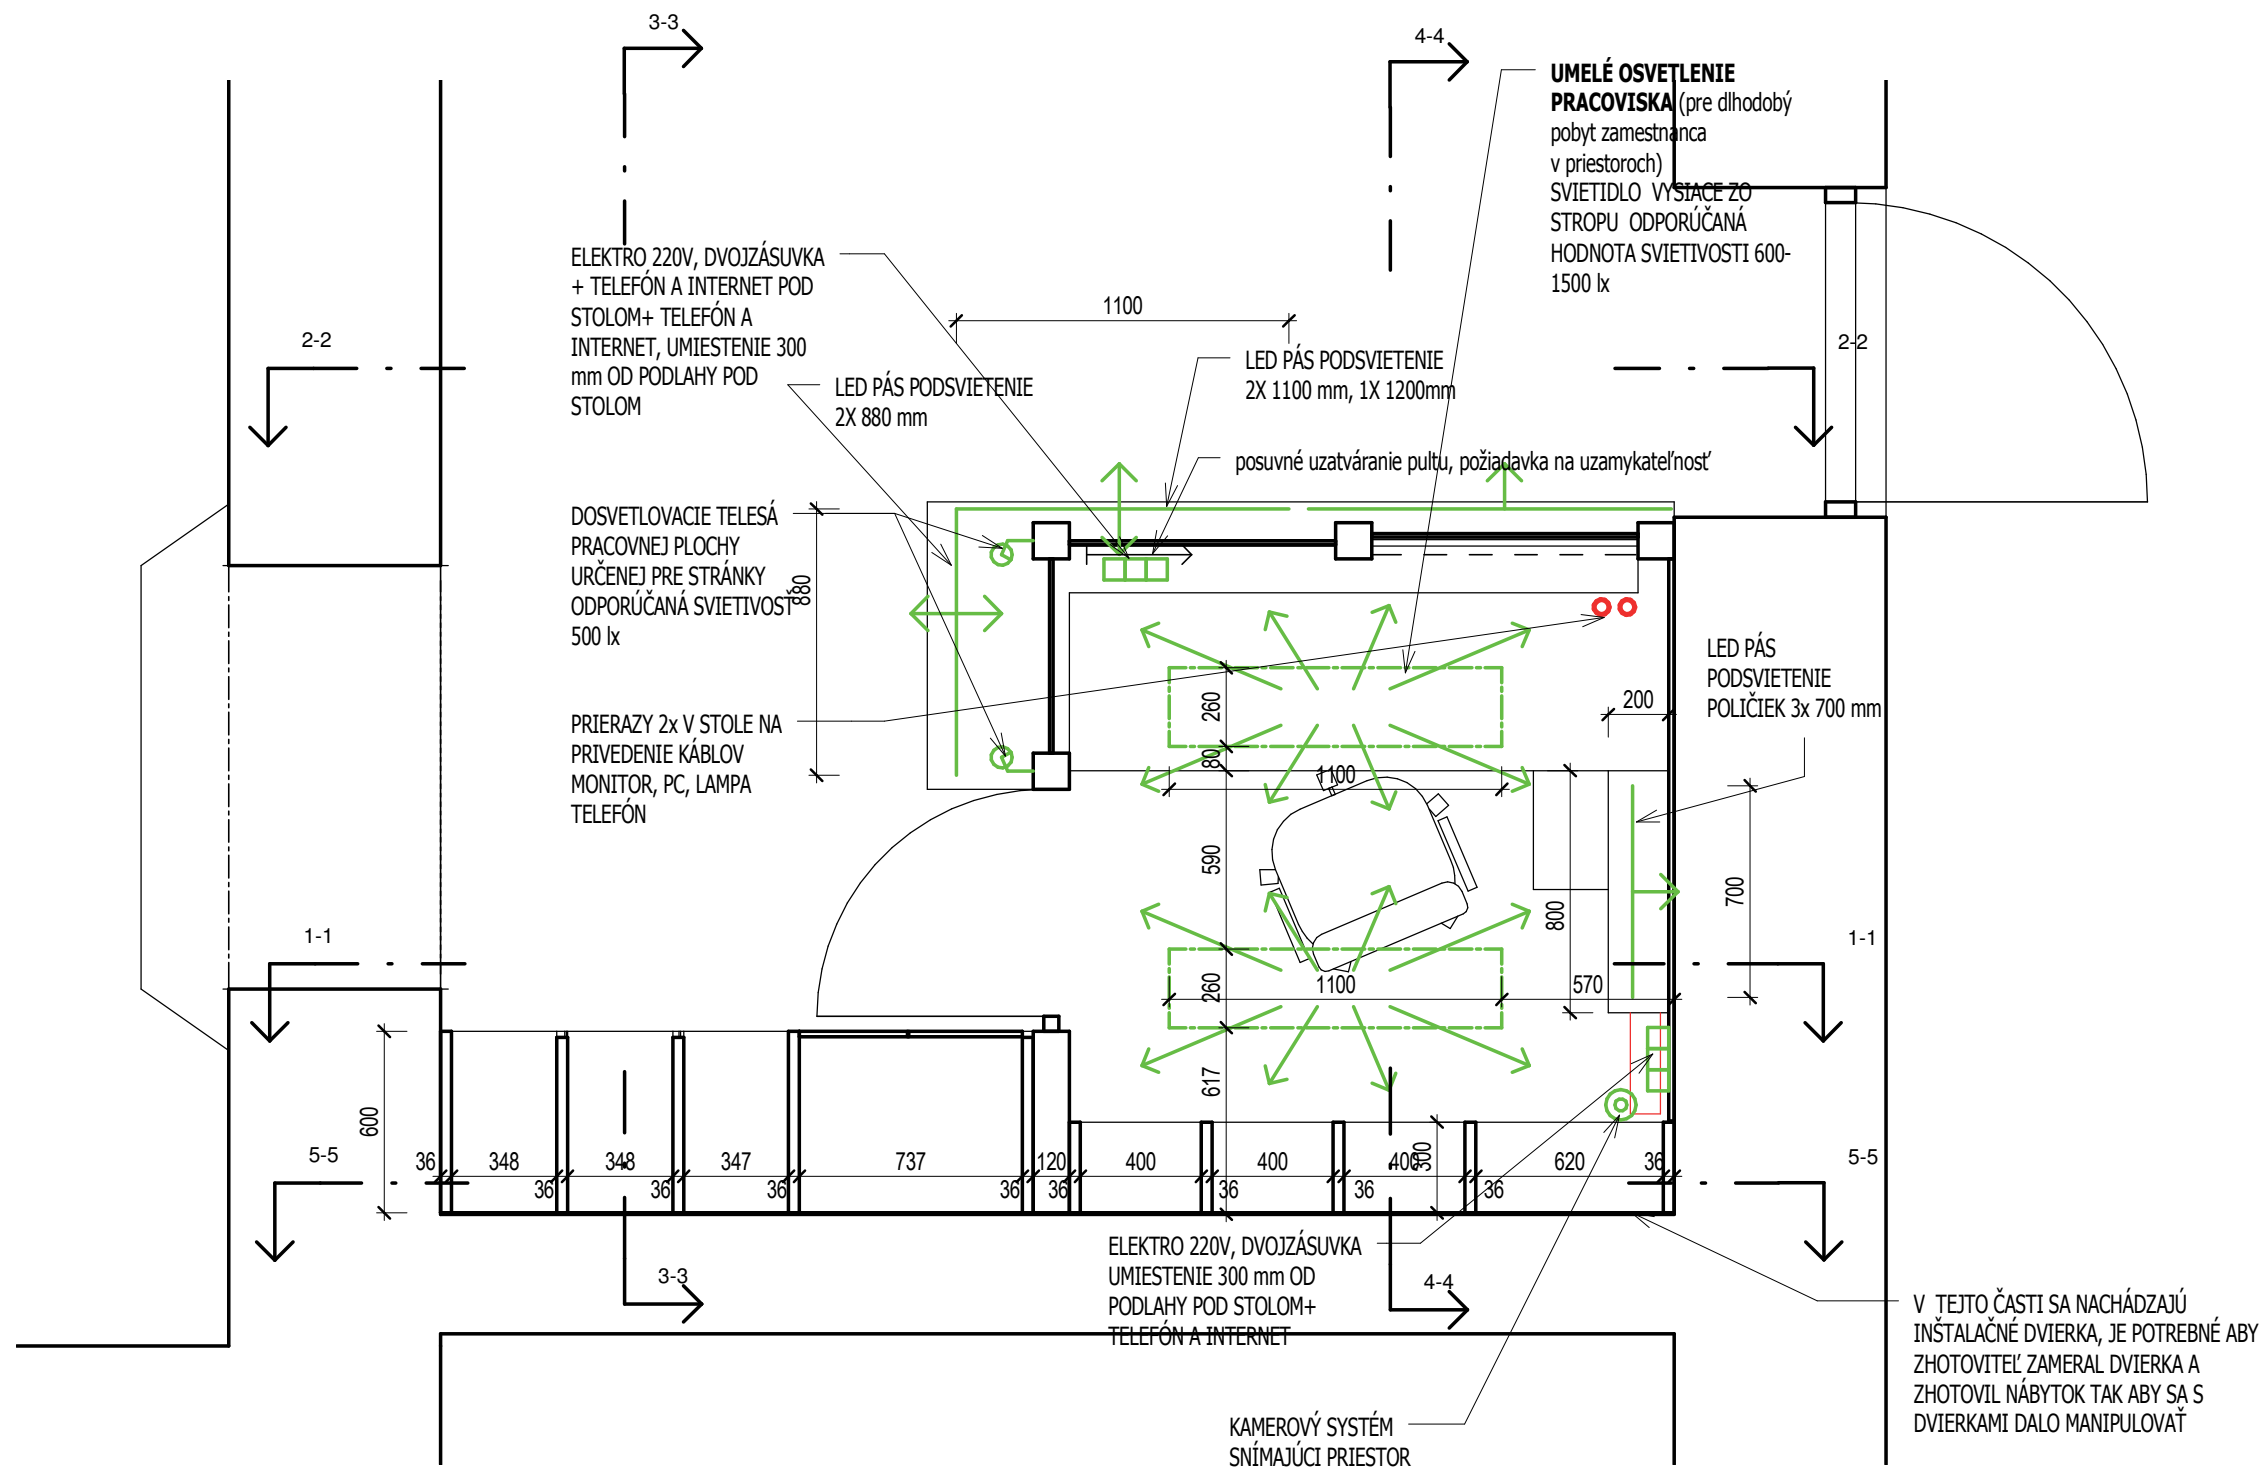 3-3
4-4
UMELÉ OSVETLENIE
PRACOVISKA (pre dlhodobý
pobyt zamestnanca
v priestoroch)
SVIETIDLO VYSIACE ZO
STROPU ODPORÚČANÁ
HODNOTA SVIETIVOSTI 600-
1500 lx
ELEKTRO 220V, DVOJZÁSUVKA
+ TELEFÓN A INTERNET POD
STOLOM+ TELEFÓN A
INTERNET, UMIESTENIE 300
mm OD PODLAHY POD
STOLOM
1100
2-2
2-2
LED PÁS PODSVIETENIE
2X 880 mm
LED PÁS PODSVIETENIE
2X 1100 mm, 1X 1200mm
posuvné uzatváranie pultu, požiadavka na uzamykateľnosť
DOSVETLOVACIE TELESÁ
PRACOVNEJ PLOCHY
URČENEJ PRE STRÁNKY
ODPORÚČANÁ SVIETIVOSŤ
500 lx
880
LED PÁS
PODSVIETENIE
POLIČIEK 3x 700 mm
PRIERAZY 2x V STOLE NA
PRIVEDENIE KÁBLOV
MONITOR, PC, LAMPA
TELEFÓN
260
200
80
1100
590
800
700
1-1
1-1
260
1100
570
617
600
300
5-5
5-5
36
348
348
347
737
120
400
400
400
620
36
36
36
36
36
36
36
36
36
ELEKTRO 220V, DVOJZÁSUVKA
UMIESTENIE 300 mm OD
PODLAHY POD STOLOM+
TELEFÓN A INTERNET
3-3
4-4
V TEJTO ČASTI SA NACHÁDZAJÚ
INŠTALAČNÉ DVIERKA, JE POTREBNÉ ABY
ZHOTOVITEĽ ZAMERAL DVIERKA A
ZHOTOVIL NÁBYTOK TAK ABY SA S
DVIERKAMI DALO MANIPULOVAŤ
KAMEROVÝ SYSTÉM
SNÍMAJÚCI PRIESTOR